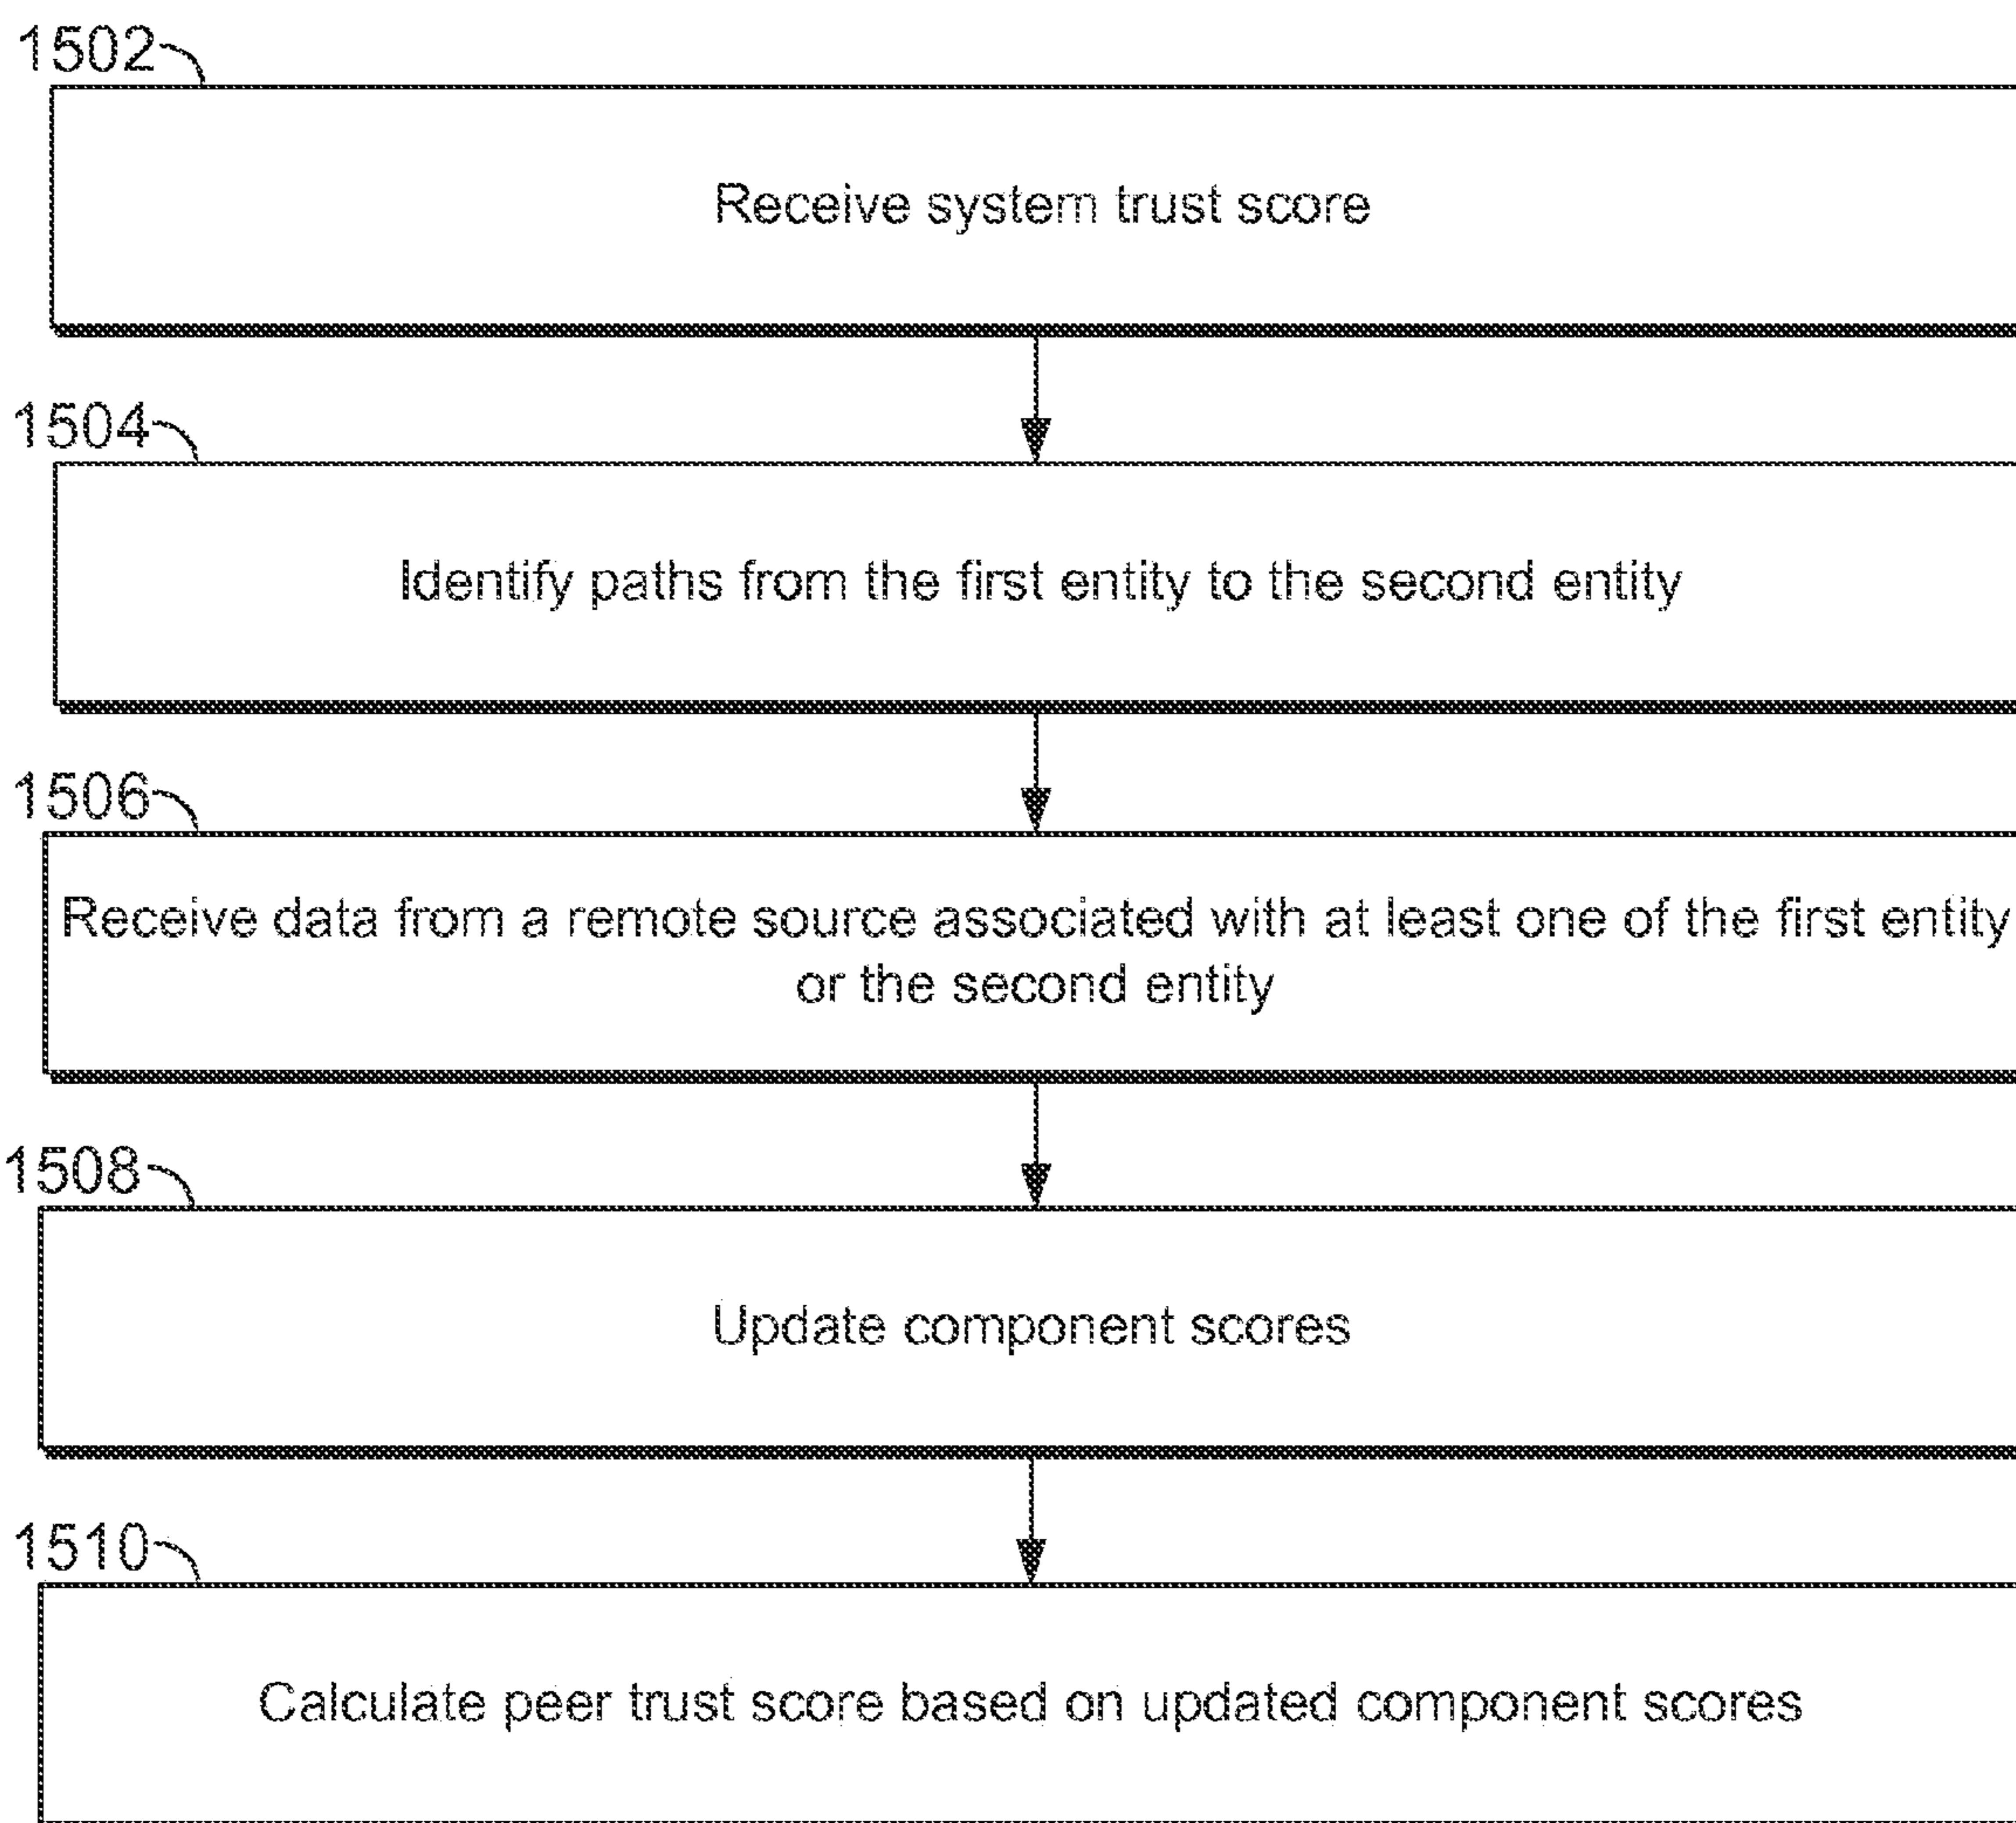 1502
Receive system trust score
1504
Identify paths from the first entity to the second entity
1506
Receive data from a remote source associated with at least one of the first entity
or the second entity
1508
Update component scores
1510
Calculate peer trust score based on updated component scores